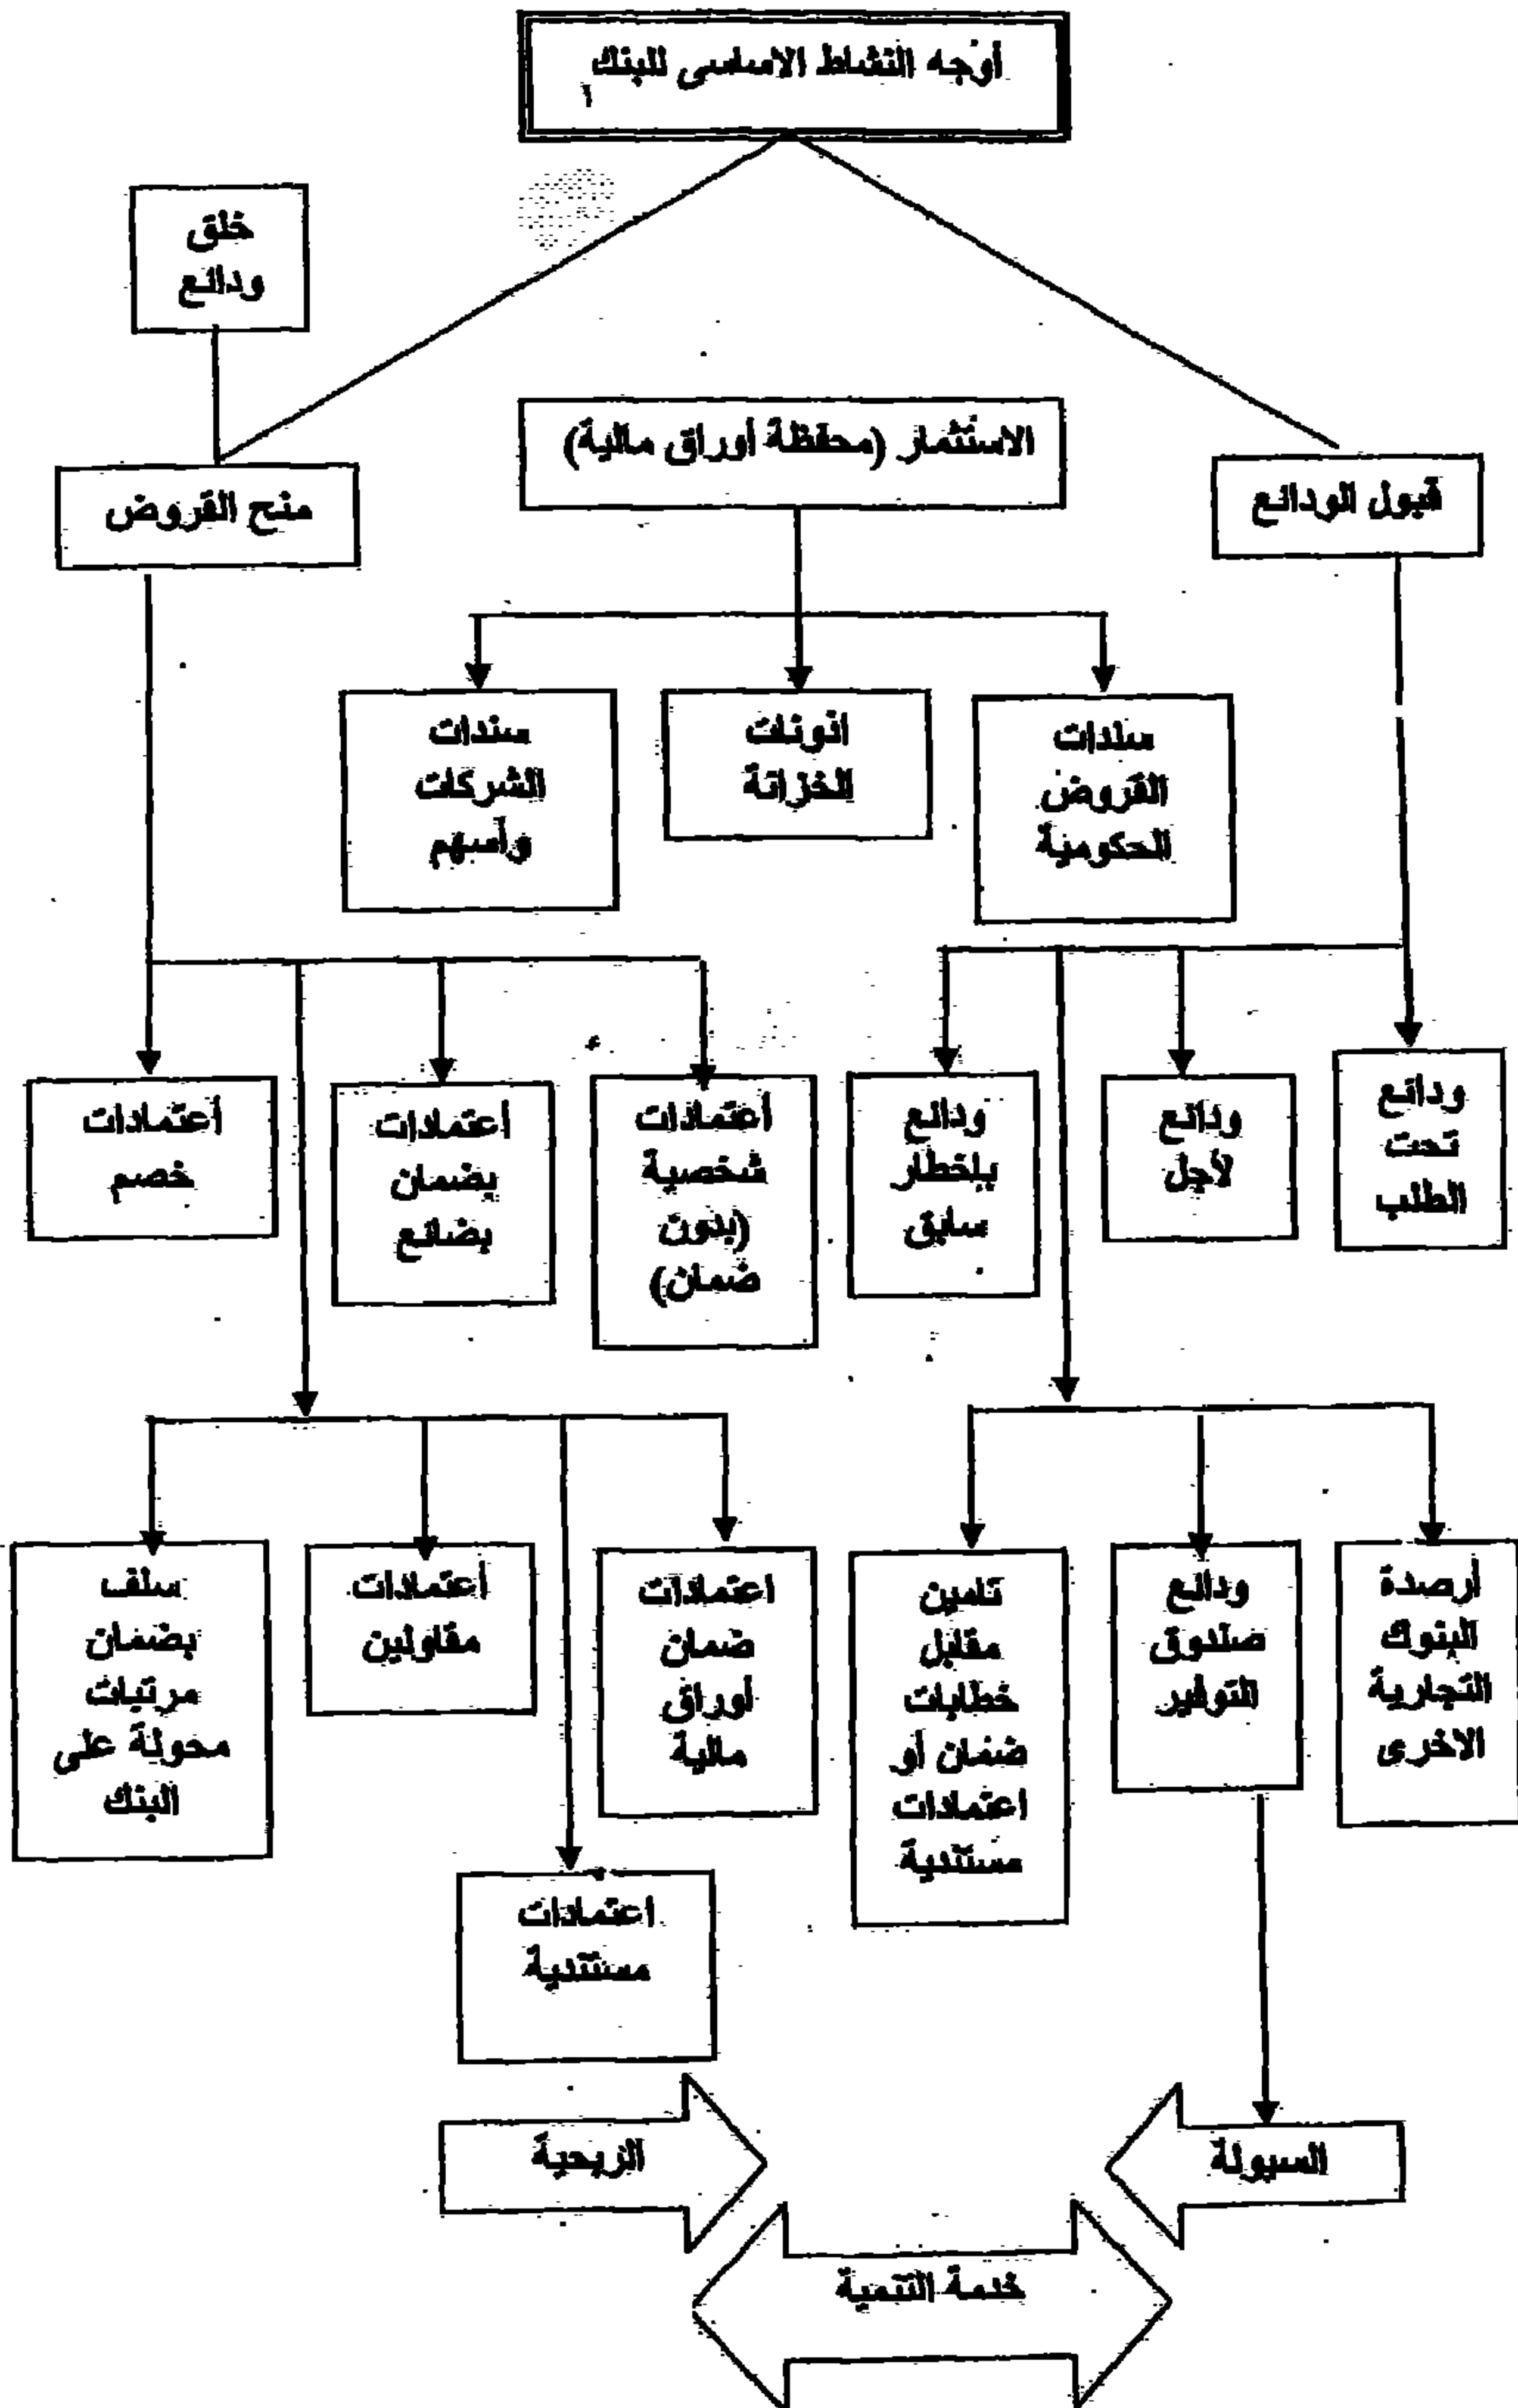 أوجه النشاط الاساسى للبنك
خلق
ودائع
الاستثمار (محفظة أوراق مالية)
قبول الودائع
منح القروض
سندات
القروض
الحكومية
اذونات
الخزانة
سندات
الشركات
وأسهم
ودائع
تحت
الطلب
ودائع
لأجل
ودائع
بإخطار
سابق
أعتمادات
شخصية
(بدون
ضمان)
أعتمادات
بضمان
بضائع
أعتمادات
خصم
أرصدة
البنوك
التجارية
الاخرى
ودائع
صندوق
التوفير
تامين
مقابل
خطابات
ضمان أو
اعتمادات
مستندية
اعتمادات
ضمان
أوراق
مالية
أعتمادات
مقاولين
سلف
بضمان
مرتبات
محولة على
البنك
اعتمادات
مستندية
السيولة
الربحية
خدمة التنمية